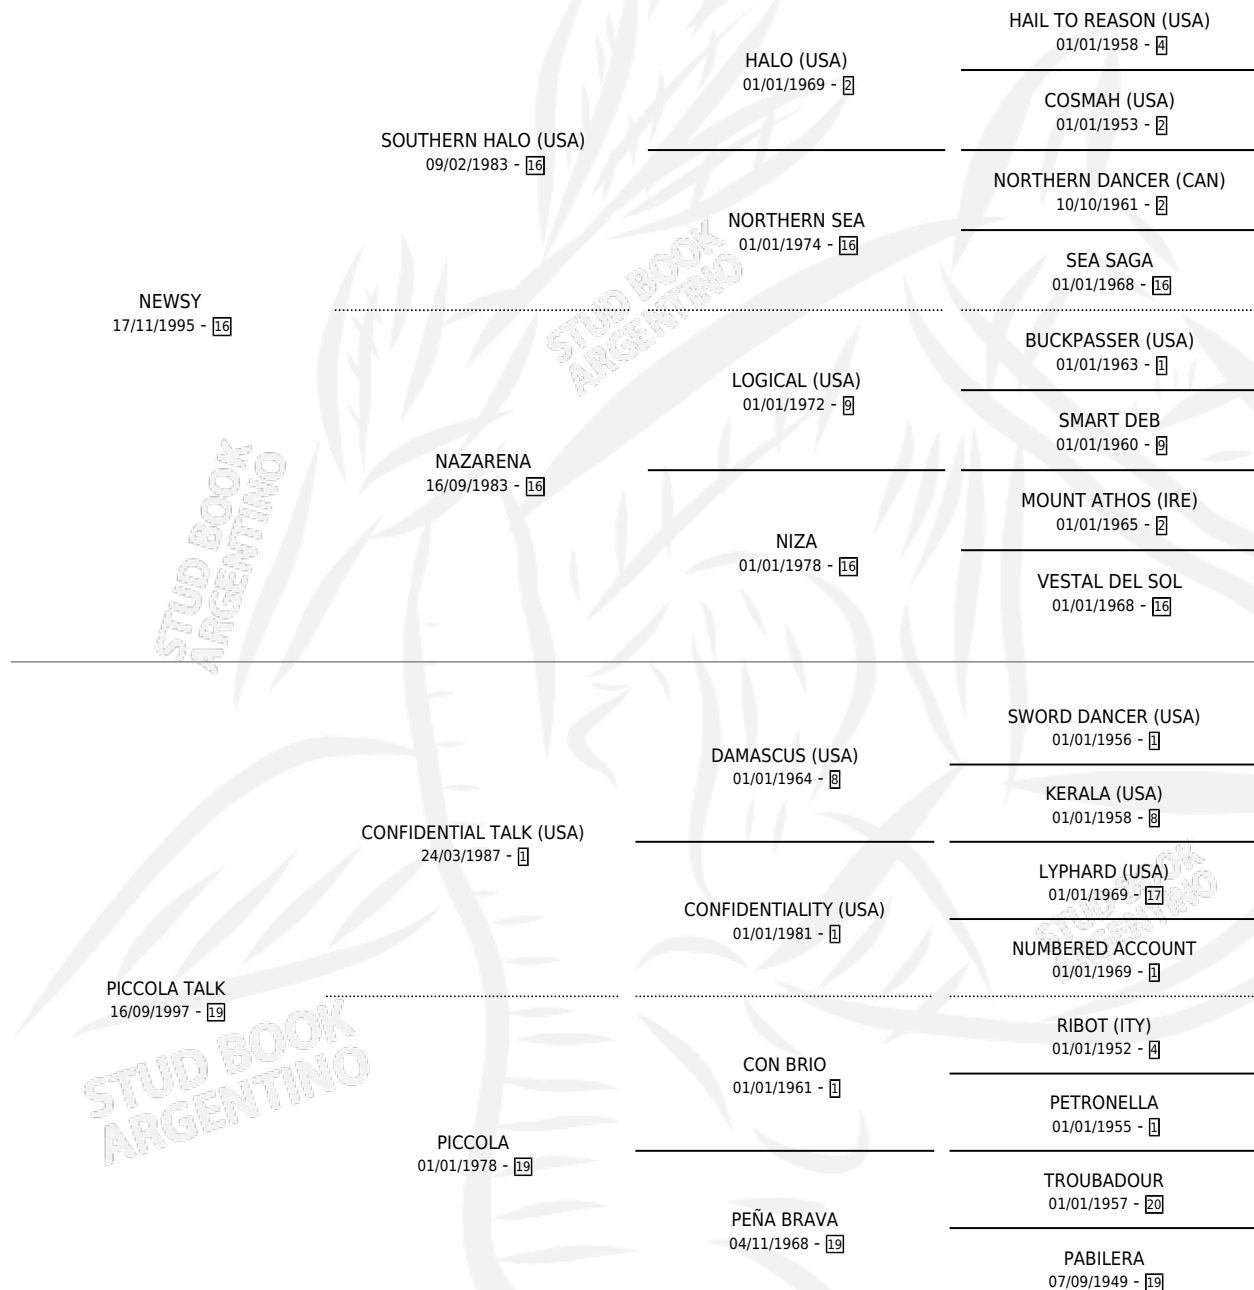 HAIL TO REASON (USA)
01/01/1958 - 4
HALO (USA)
01/01/1969 - 2
COSMAH (USA)
01/01/1953 - 2
SOUTHERN HALO (USA)
09/02/1983 - 16
NORTHERN DANCER (CAN)
10/10/1961 - 2
NORTHERN SEA
01/01/1974 - 16
SEA SAGA
01/01/1968 - 16
NEWSY
17/11/1995 - 16
BUCKPASSER (USA)
01/01/1963 - 1
LOGICAL (USA)
01/01/1972 - 9
SMART DEB
01/01/1960 - 9
NAZARENA
16/09/1983 - 16
MOUNT ATHOS (IRE)
01/01/1965 - 2
NIZA
01/01/1978 - 16
VESTAL DEL SOL
01/01/1968 - 16
STUD BOOK
ARGENTINO
STUD BOOK
ARGENTINO
SWORD DANCER (USA)
01/01/1956 - 1
DAMASCUS (USA)
01/01/1964 - 8
KERALA (USA)
01/01/1958 - 8
CONFIDENTIAL TALK (USA)
24/03/1987 - 1
LYPHARD (USA)
01/01/1969 - 17
CONFIDENTIALITY (USA)
01/01/1981 - 1
NUMBERED ACCOUNT
01/01/1969 - 1
PICCOLA TALK
16/09/1997 - 19
RIBOT (ITY)
01/01/1952 - 4
CON BRIO
01/01/1961 - 1
PETRONELLA
01/01/1955 - 1
PICCOLA
01/01/1978 - 19
TROUBADOUR
01/01/1957 - 20
PEÑA BRAVA
04/11/1968 - 19
PABILERA
07/09/1949 - 19
STUD BOOK
ARGENTINO
STUD BOOK
ARGENTINO